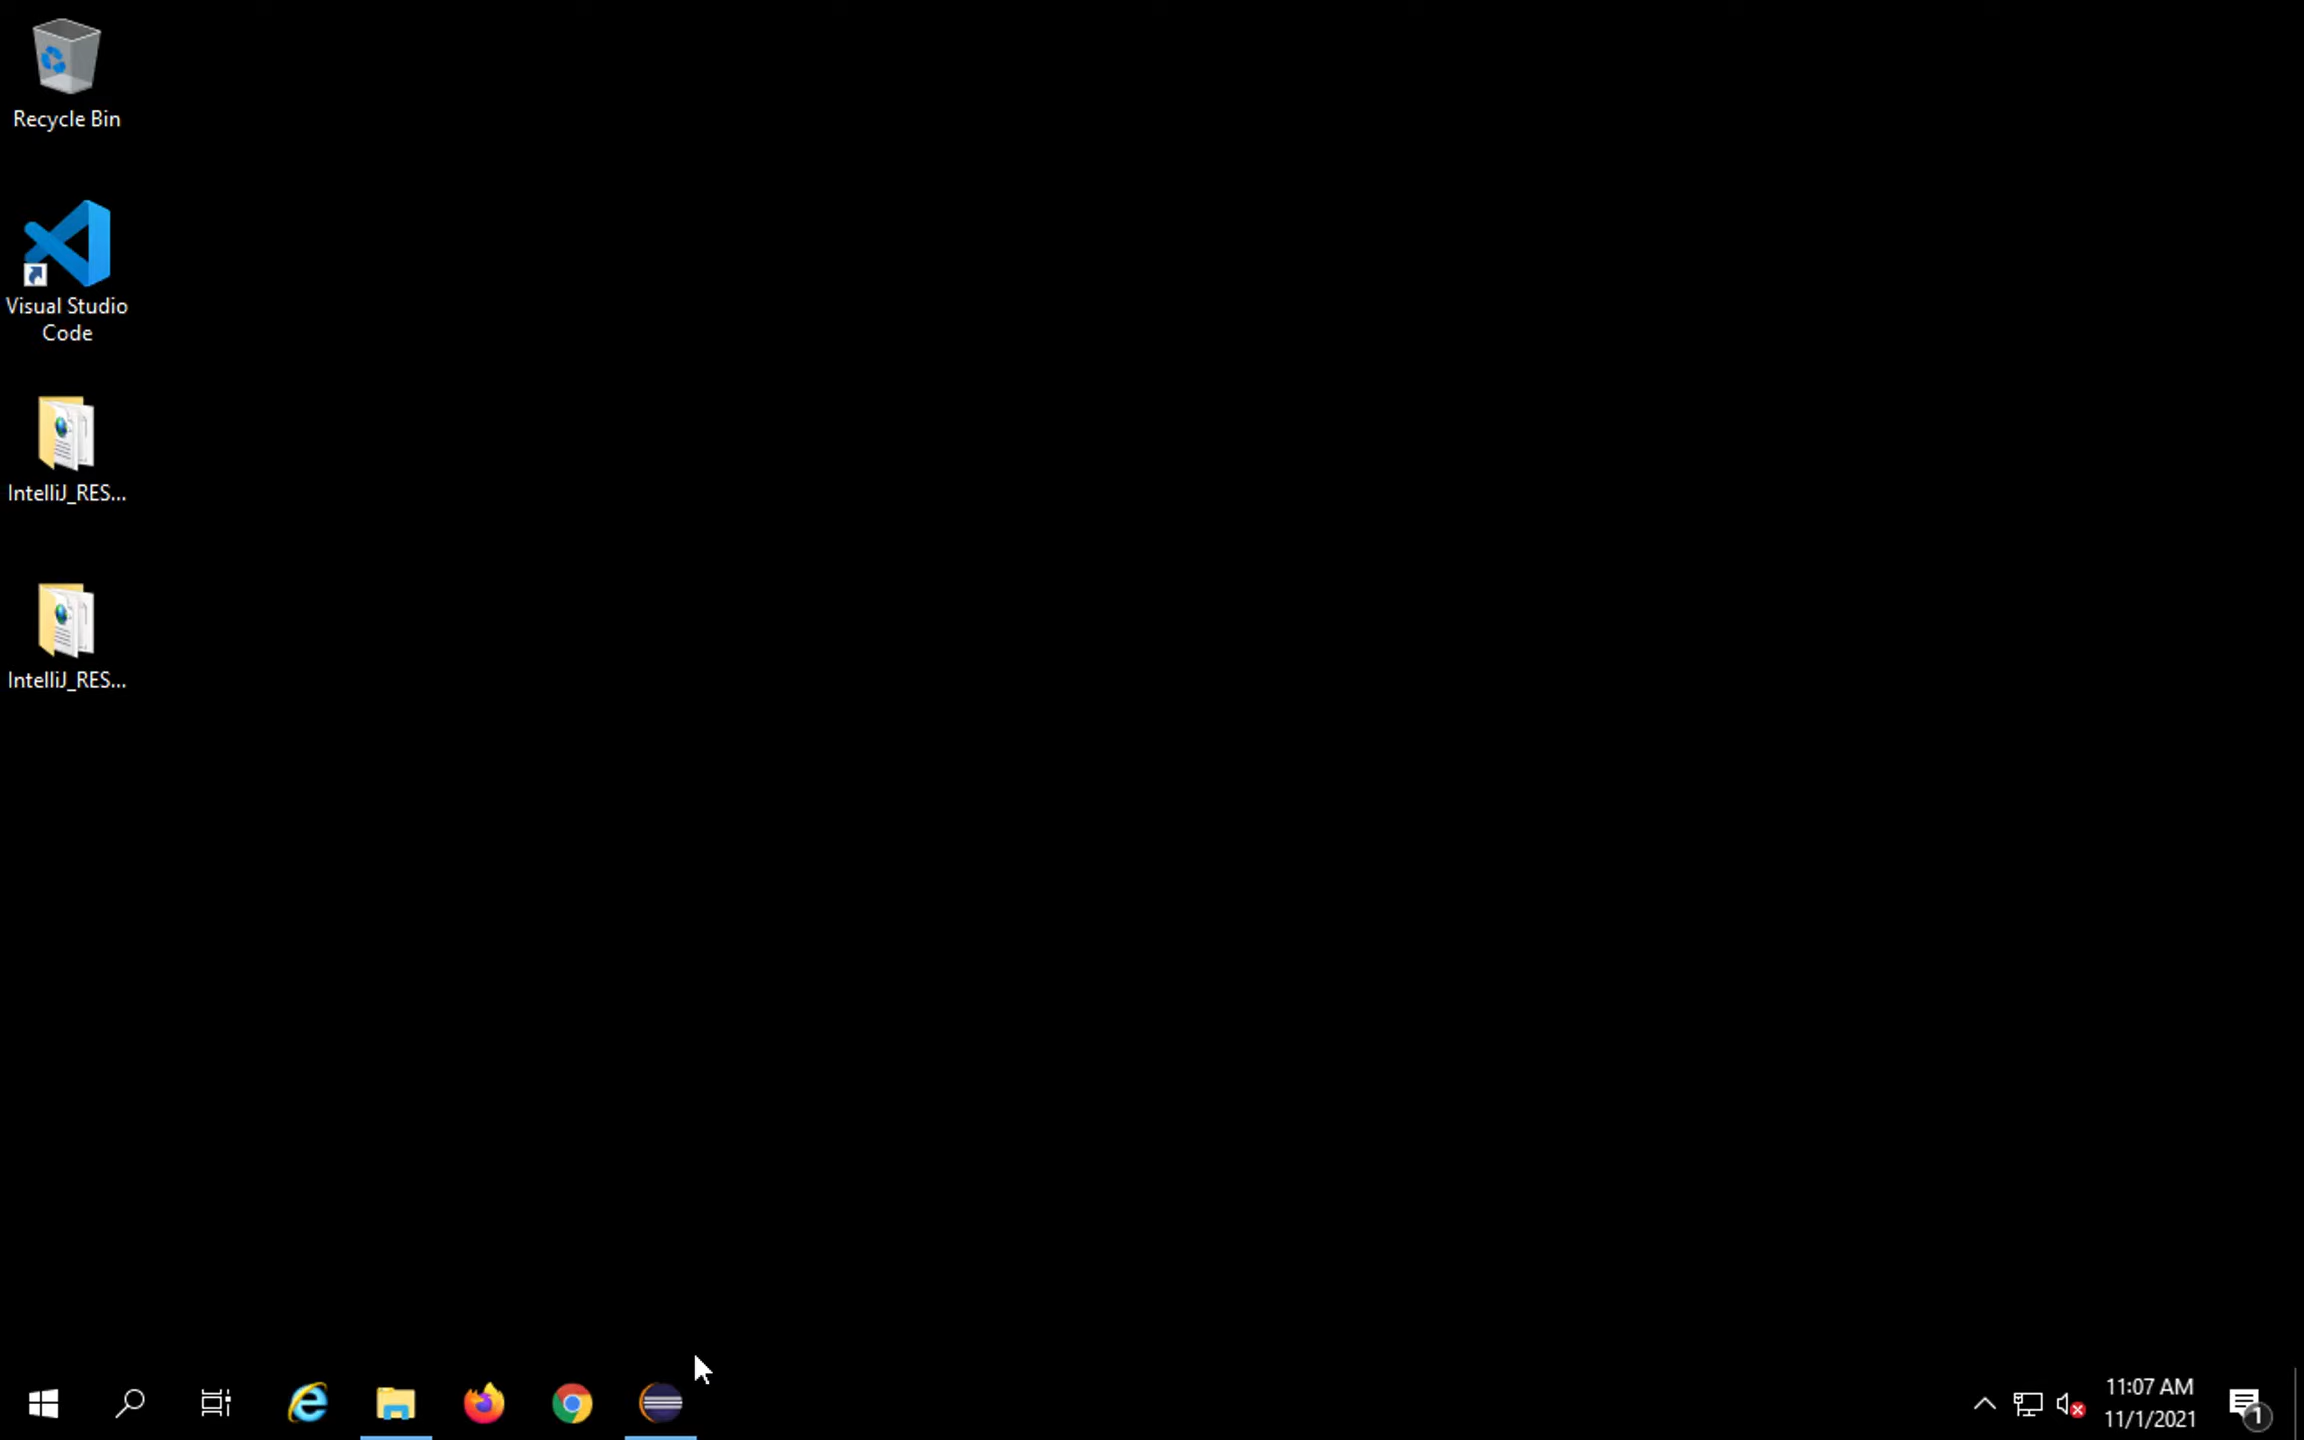 Recycle Bin
Visual Studio
Code
IntelliJ_RES...
IntelliJ_RES...
11:07 AM
11/1/2021
1